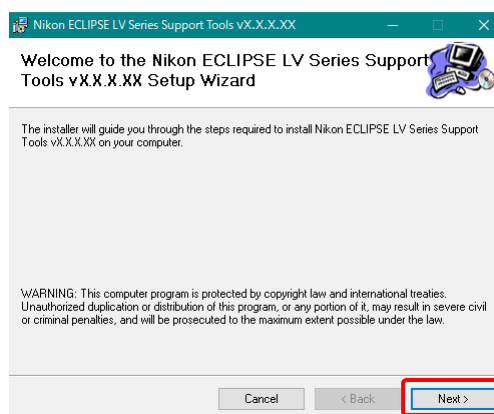 Nikon ECLIPSE LV Series Support Tools vX.X.X.XX
Welcome to the Nikon ECLIPSE LV Series Support
Tools vX.X.X.XX Setup Wizard
The installer will guide you through the steps required to install Nikon ECLIPSE LV Series Support
Tools vX.X.X.XX on your computer.
WARNING: This computer program is protected by copyright law and international treaties.
Unauthorized duplication or distribution of this program, or any portion of it, may result in severe civil
or criminal penalties, and will be prosecuted to the maximum extent possible under the law.
Cancel < Back Next >